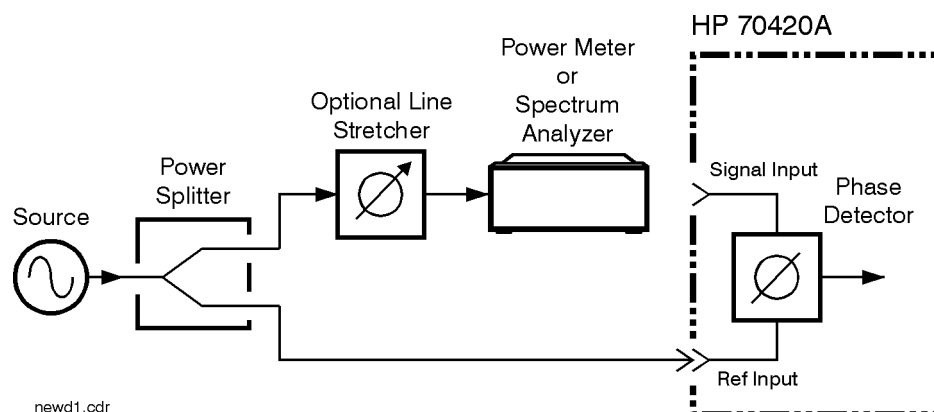 HP 70420A
Power Meter
or
Spectrum
Analyzer
Optional Line
Stretcher
Power
Splitter
Source
Signal Input
Phase
Detector
Ref Input
newd1.cdr